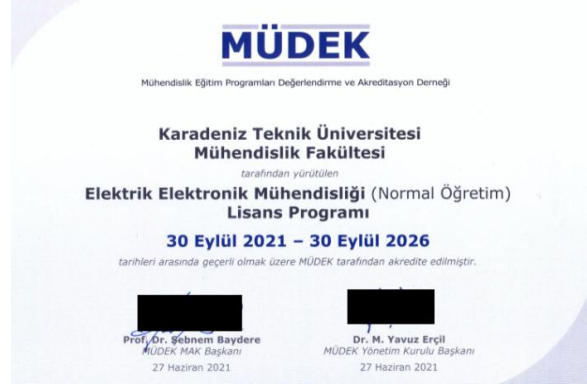 MÜDEK
Mühendislik Eğitim Programları Değerlendirme ve Akreditasyon Derneği
Karadeniz Teknik Üniversitesi
Mühendislik Fakültesi
tarafından yürütülen
Elektrik Elektronik Mühendisliği (Normal Öğretim)
Lisans Programı
30 Eylül 2021 – 30 Eylül 2026
tarihleri arasında geçerli olmak üzere MÜDEK tarafından akredite edilmiştir.
Prof. Dr. Şebnem Baydere
MÜDEK MAK Başkanı
27 Haziran 2021
Dr. M. Yavuz Erçil
MÜDEK Yönetim Kurulu Başkanı
27 Haziran 2021